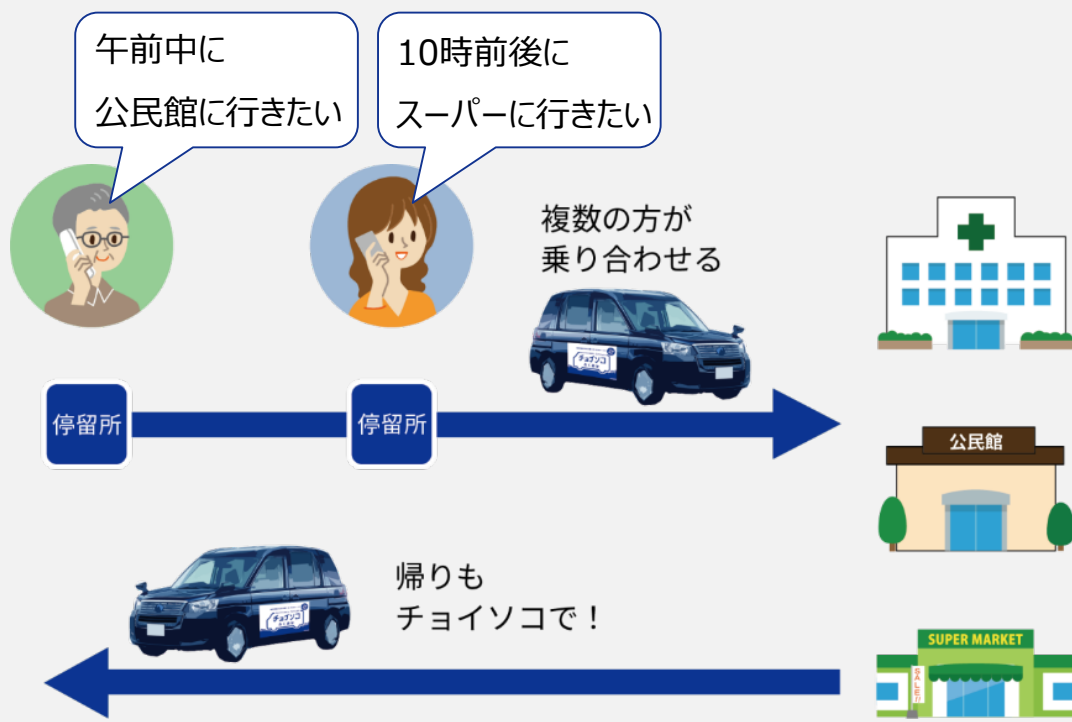 午前中に
公民館に行きたい
10時前後に
スーパーに行きたい
複数の方が
乗り合わせる
停留所
停留所
チョイソコ
公民館
帰りも
チョイソコで！
チョイソコ
SUPER MARKET
SALE!!